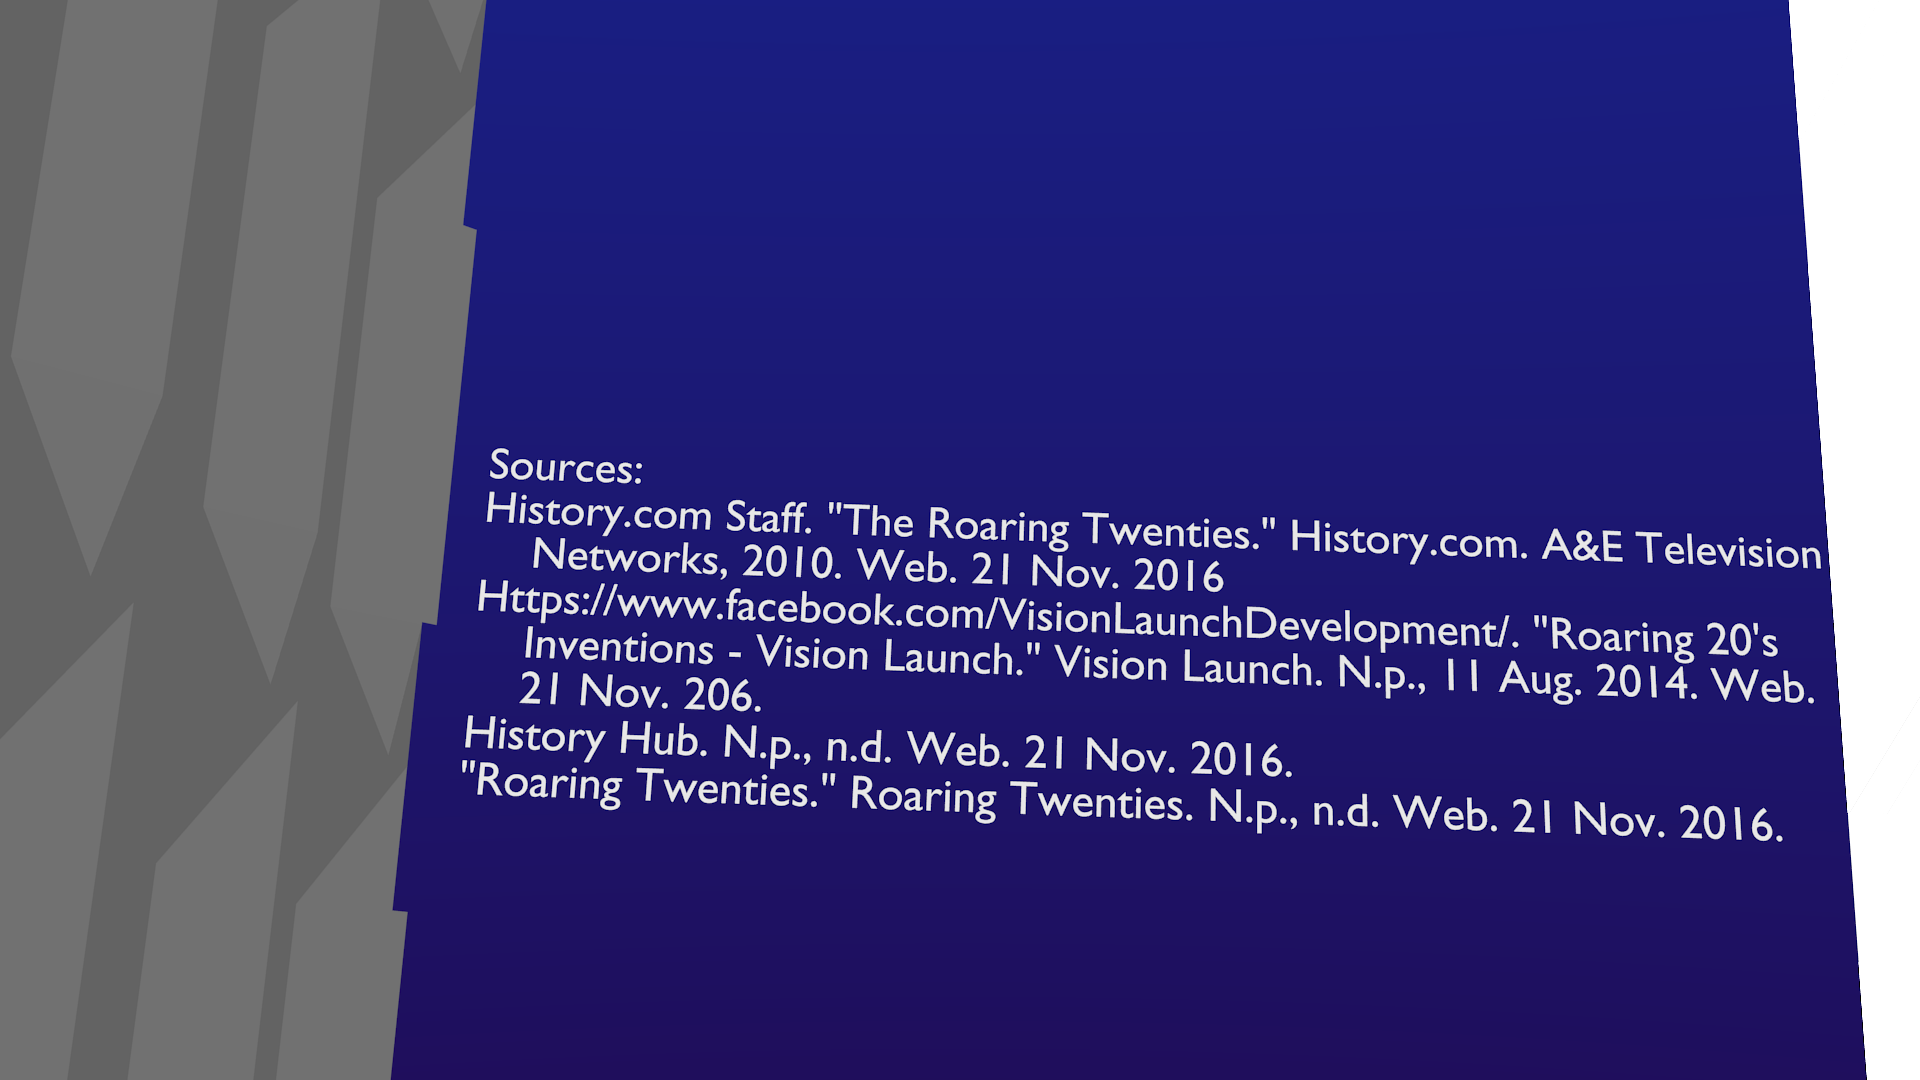 Sources:
History.com Staff. "The Roaring Twenties." History.com. A&E Television
Networks, 2010. Web. 21 Nov. 2016
Https://www.facebook.com/VisionLaunchDevelopment/. "Roaring 20's
Inventions - Vision Launch." Vision Launch. N.p., 11 Aug. 2014. Web.
21 Nov. 206.
History Hub. N.p., n.d. Web. 21 Nov. 2016.
"Roaring Twenties." Roaring Twenties. N.p., n.d. Web. 21 Nov. 2016.